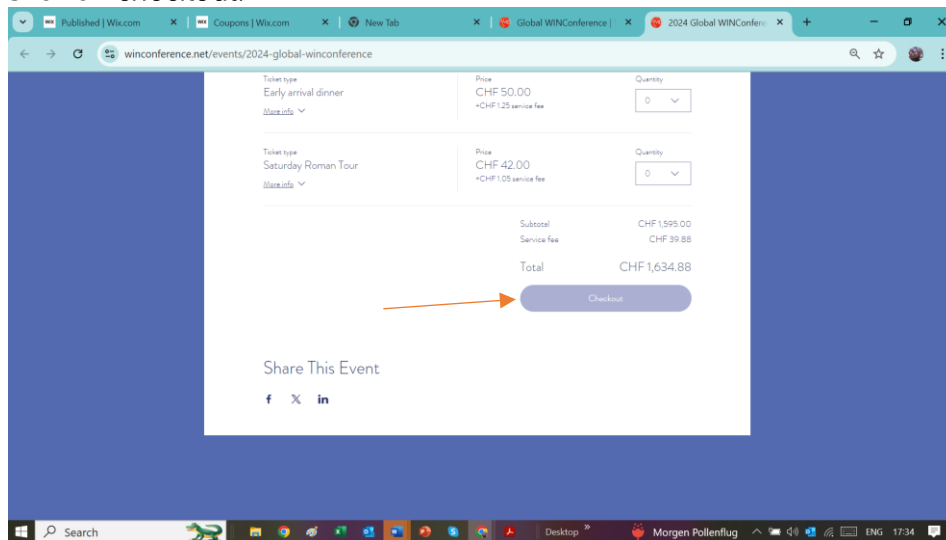 Published | Wix.com
Coupons | Wix.com
New Tab
Global WINConference |
2024 Global WINConfere
winconference.net/events/2024-global-winconference
Ticket type
Early arrival dinner
More info
Price
CHF 50.00
+CHF 1.25 service fee
Quantity
0
Ticket type
Saturday Roman Tour
More info
Price
CHF 42.00
+CHF 1.05 service fee
Quantity
0
Subtotal CHF 1,595.00
Service fee CHF 39.88
Total CHF 1,634.88
Checkout
Share This Event
f X in
Search
Desktop
Morgen Pollenflug
ENG 17:34